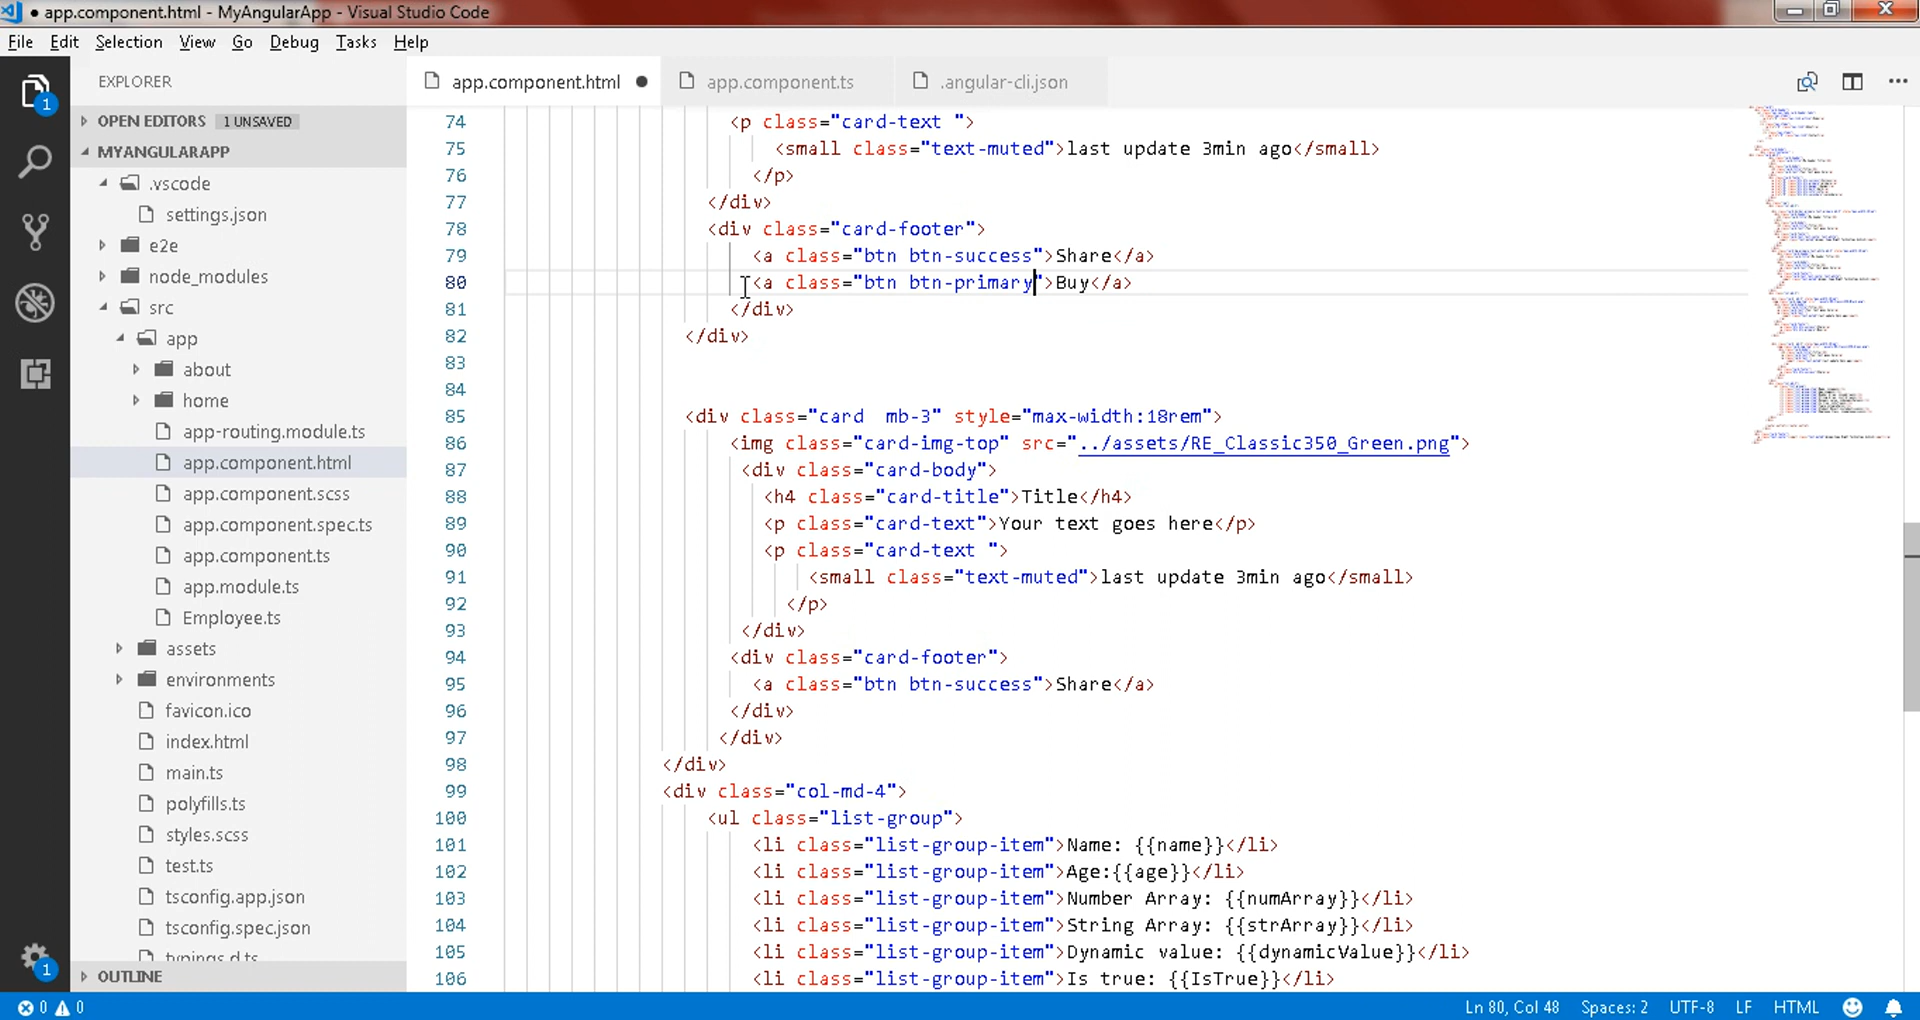 ● app.component.html - MyAngularApp - Visual Studio Code
File Edit Selection View Go Debug Tasks Help
EXPLORER
app.component.html ●
app.component.ts
.angular-cli.json
1
OPEN EDITORS 1 UNSAVED
MYANGULARAPP
.vscode
settings.json
e2e
node_modules
src
app
about
home
app-routing.module.ts
app.component.html
app.component.scss
app.component.spec.ts
app.component.ts
app.module.ts
Employee.ts
assets
environments
favicon.ico
index.html
main.ts
polyfills.ts
styles.scss
test.ts
tsconfig.app.json
tsconfig.spec.json
typings.d.ts
OUTLINE
1
74 <p class="card-text ">
75 <small class="text-muted">last update 3min ago</small>
76 </p>
77 </div>
78 <div class="card-footer">
79 <a class="btn btn-success">Share</a>
80 <a class="btn btn-primary">Buy</a>
81 </div>
82 </div>
83
84
85 <div class="card  mb-3" style="max-width:18rem">
86 <img class="card-img-top" src="../assets/RE_Classic350_Green.png">
87 <div class="card-body">
88 <h4 class="card-title">Title</h4>
89 <p class="card-text">Your text goes here</p>
90 <p class="card-text ">
91 <small class="text-muted">last update 3min ago</small>
92 </p>
93 </div>
94 <div class="card-footer">
95 <a class="btn btn-success">Share</a>
96 </div>
97 </div>
98 </div>
99 <div class="col-md-4">
100 <ul class="list-group">
101 <li class="list-group-item">Name: {{name}}</li>
102 <li class="list-group-item">Age:{{age}}</li>
103 <li class="list-group-item">Number Array: {{numArray}}</li>
104 <li class="list-group-item">String Array: {{strArray}}</li>
105 <li class="list-group-item">Dynamic value: {{dynamicValue}}</li>
106 <li class="list-group-item">Is true: {{IsTrue}}</li>
0 0 Ln 80, Col 48 Spaces: 2 UTF-8 LF HTML